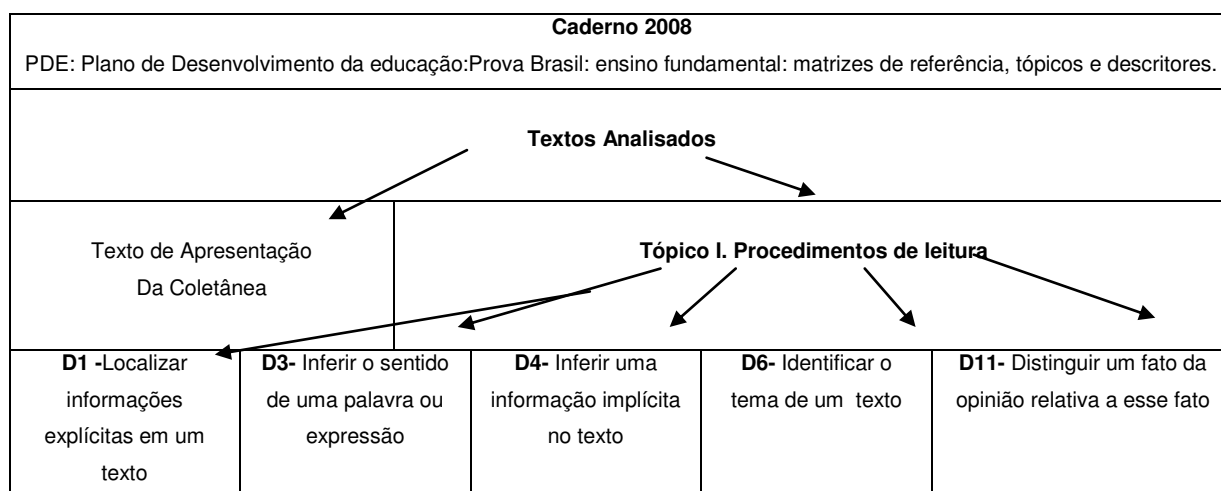 Caderno 2008
PDE: Plano de Desenvolvimento da educação:Prova Brasil: ensino fundamental: matrizes de referência, tópicos e descritores.
Textos Analisados
Texto de Apresentação
Da Coletânea
Tópico I. Procedimentos de leitura
D1 -Localizar
informações
explícitas em um
texto
D3- Inferir o sentido
de uma palavra ou
expressão
D4- Inferir uma
informação implícita
no texto
D6- Identificar o
tema de um texto
D11- Distinguir um fato da
opinião relativa a esse fato